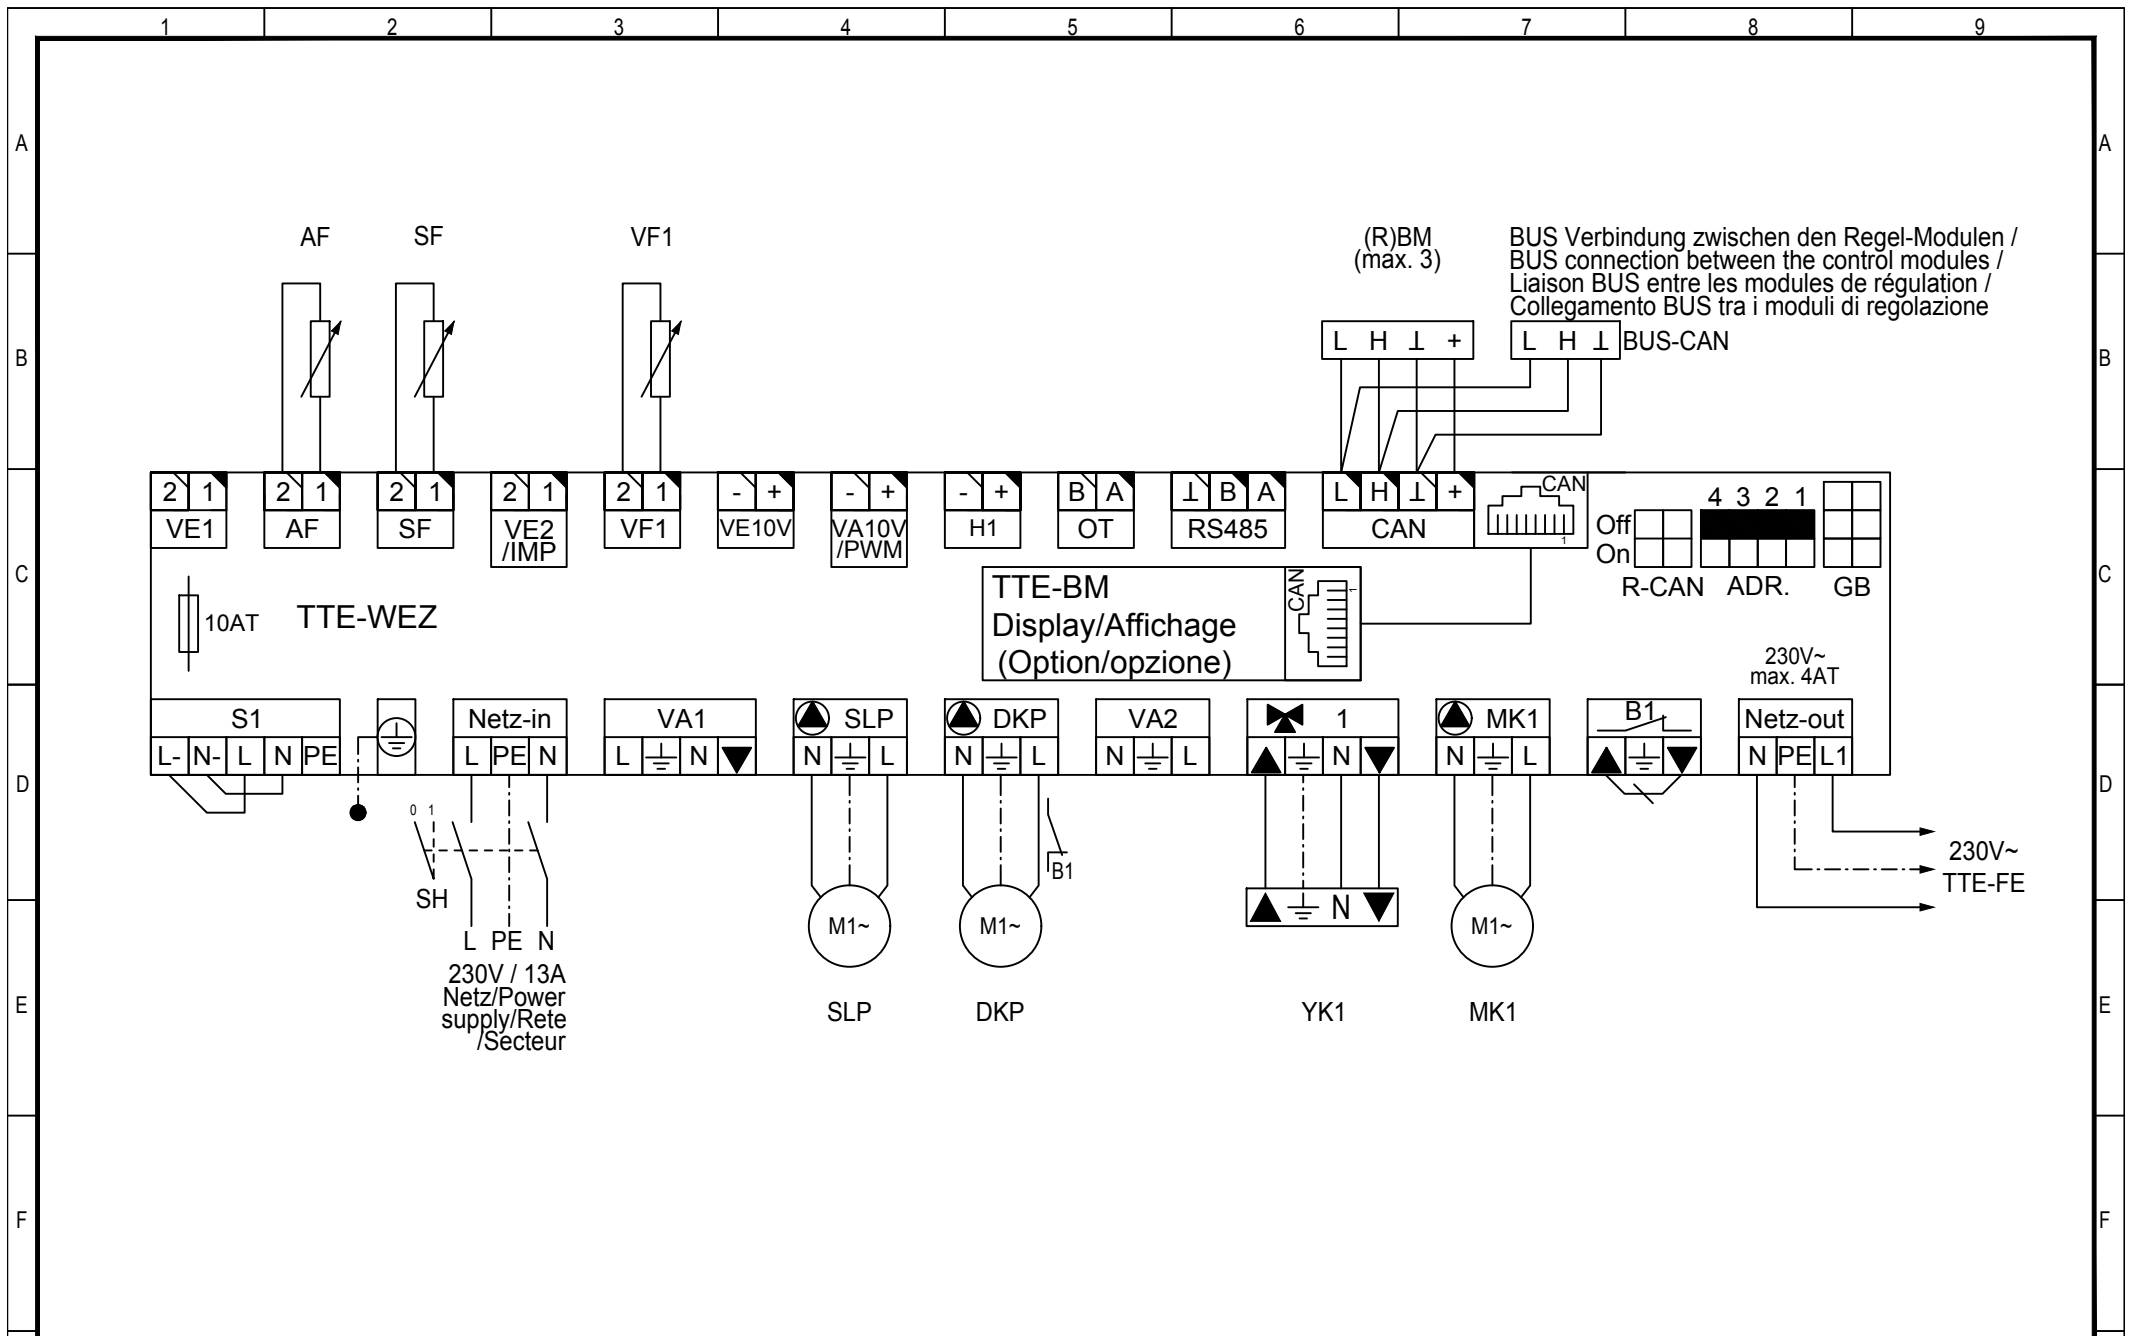 1 2 3 4 5 6 7 8 9
A A
AF SF VF1 (R)BM BUS Verbindung zwischen den Regel-Modulen /
(max. 3) BUS connection between the control modules /
Liaison BUS entre les modules de régulation /
Collegamento BUS tra i moduli di regolazione
L H ⊥ + L H ⊥ BUS-CAN
B B
2 1 2 1 2 1 2 1 2 1 - + - + - + B A ⊥ B A L H ⊥ + CAN 4 3 2 1
VE1 AF SF VE2 VF1 VE10V VA10V H1 OT RS485 CAN 1 Off
/IMP /PWM On
C C
R-CAN ADR. GB
10AT TTE-WEZ
TTE-BM CAN 1
Display/Affichage
(Option/opzione)
230V~
max. 4AT
S1 Netz-in VA1 SLP DKP VA2 1 MK1 B1 Netz-out
L- N- L N PE L PE N L N N L N L N L N N L N PE L1
D D
0 1
SH
B1
230V~
TTE-FE
N
M1~ M1~ M1~
L PE N
230V / 13A
Netz/Power
supply/Rete
/Secteur
E E
SLP DKP YK1 MK1
F F